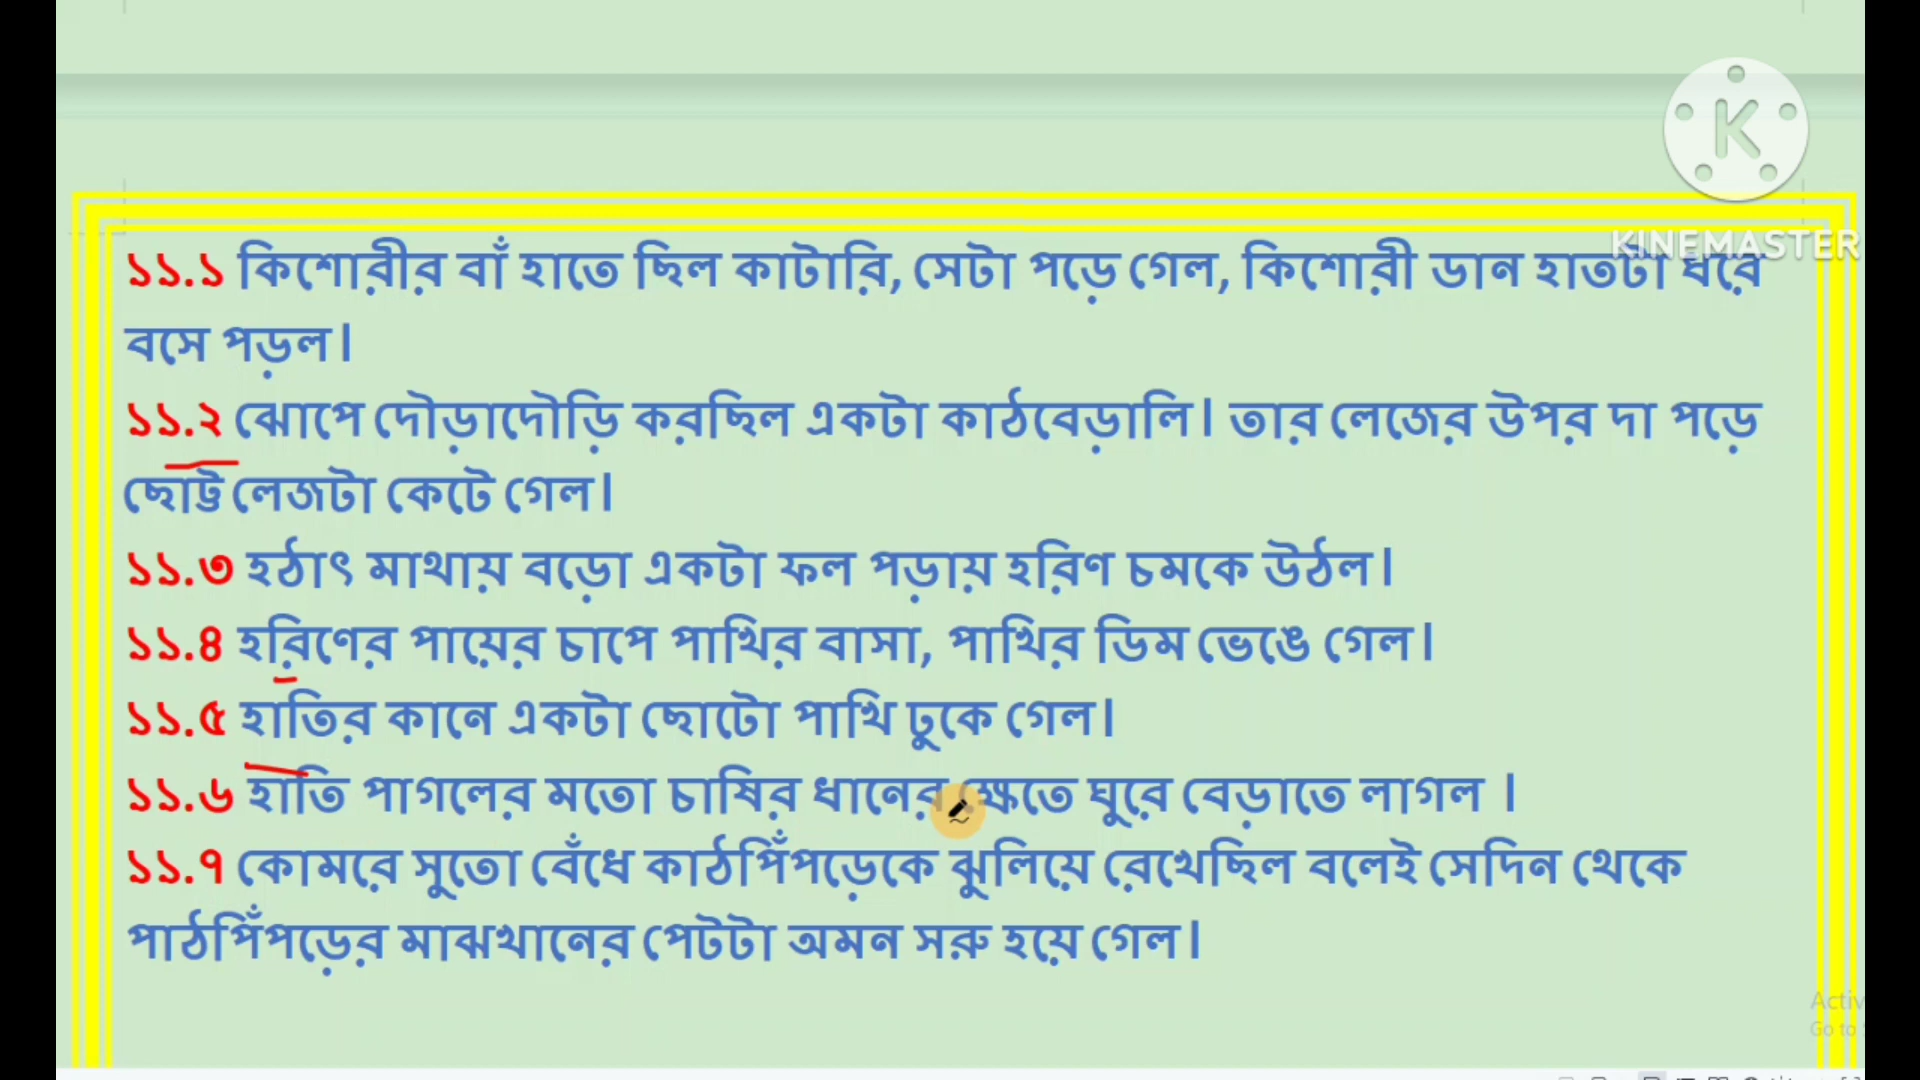 KINEMASTER
১১.১ কিশোরীর বাঁ হাতে ছিল কাটারি, সেটা পড়ে গেল, কিশোরী ডান হাতটা ধরে
বসে পড়ল।
১১.২ ঝোপে দৌড়াদৌড়ি করছিল একটা কাঠবেড়ালি। তার লেজের উপর দা পড়ে
ছোট্ট লেজটা কেটে গেল।
১১.৩ হঠাৎ মাথায় বড়ো একটা ফল পড়ায় হরিণ চমকে উঠল।
১১.৪ হরিণের পায়ের চাপে পাখির বাসা, পাখির ডিম ভেঙে গেল।
১১.৫ হাতির কানে একটা ছোটো পাখি ঢুকে গেল।
১১.৬ হাতি পাগলের মতো চাষির ধানের ক্ষেতে ঘুরে বেড়াতে লাগল ।
১১.৭ কোমরে সুতো বেঁধে কাঠপিঁপড়েকে ঝুলিয়ে রেখেছিল বলেই সেদিন থেকে
পাঠপিঁপড়ের মাঝখানের পেটটা অমন সরু হয়ে গেল।
Go to